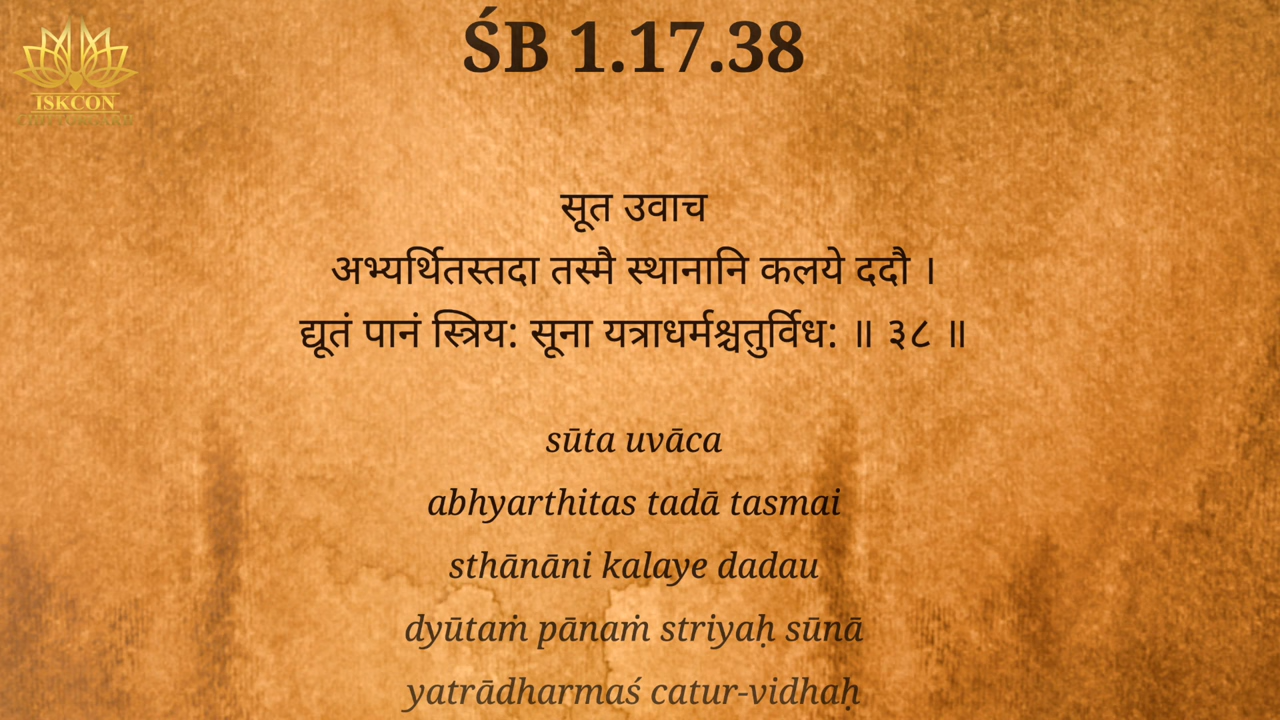 ŚB 1.17.38
ISKCON
सूत उवाच
अभ्यर्थितस्तदा तस्मै स्थानानि कलये ददौ ।
द्यूतं पानं स्त्रिय: सूना यत्राधर्मश्चतुर्विध: ॥ ३८ ॥
sūta uvāca
abhyarthitas tadā tasmai
sthānāni kalaye dadau
dyūtaṁ pānaṁ striyaḥ sūnā
yatrādharmaś catur-vidhaḥ